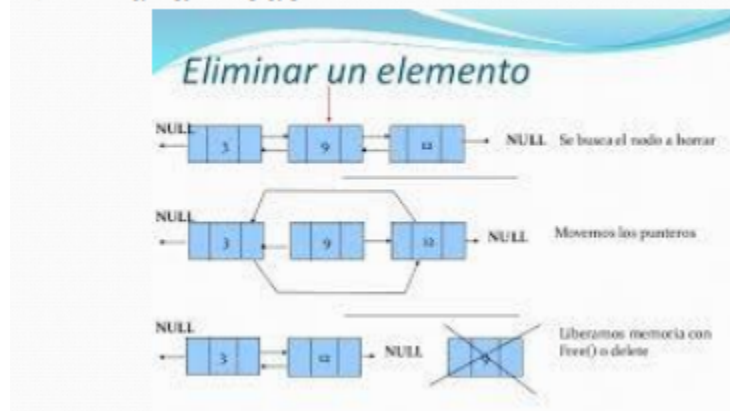 Eliminar un elemento
NULL
3 9 12 NULL Se busca el nodo a borrar
NULL
3 9 12 NULL Movemos los punteros
NULL
3 12 NULL 9 Liberamos memoria con
Free() o delete